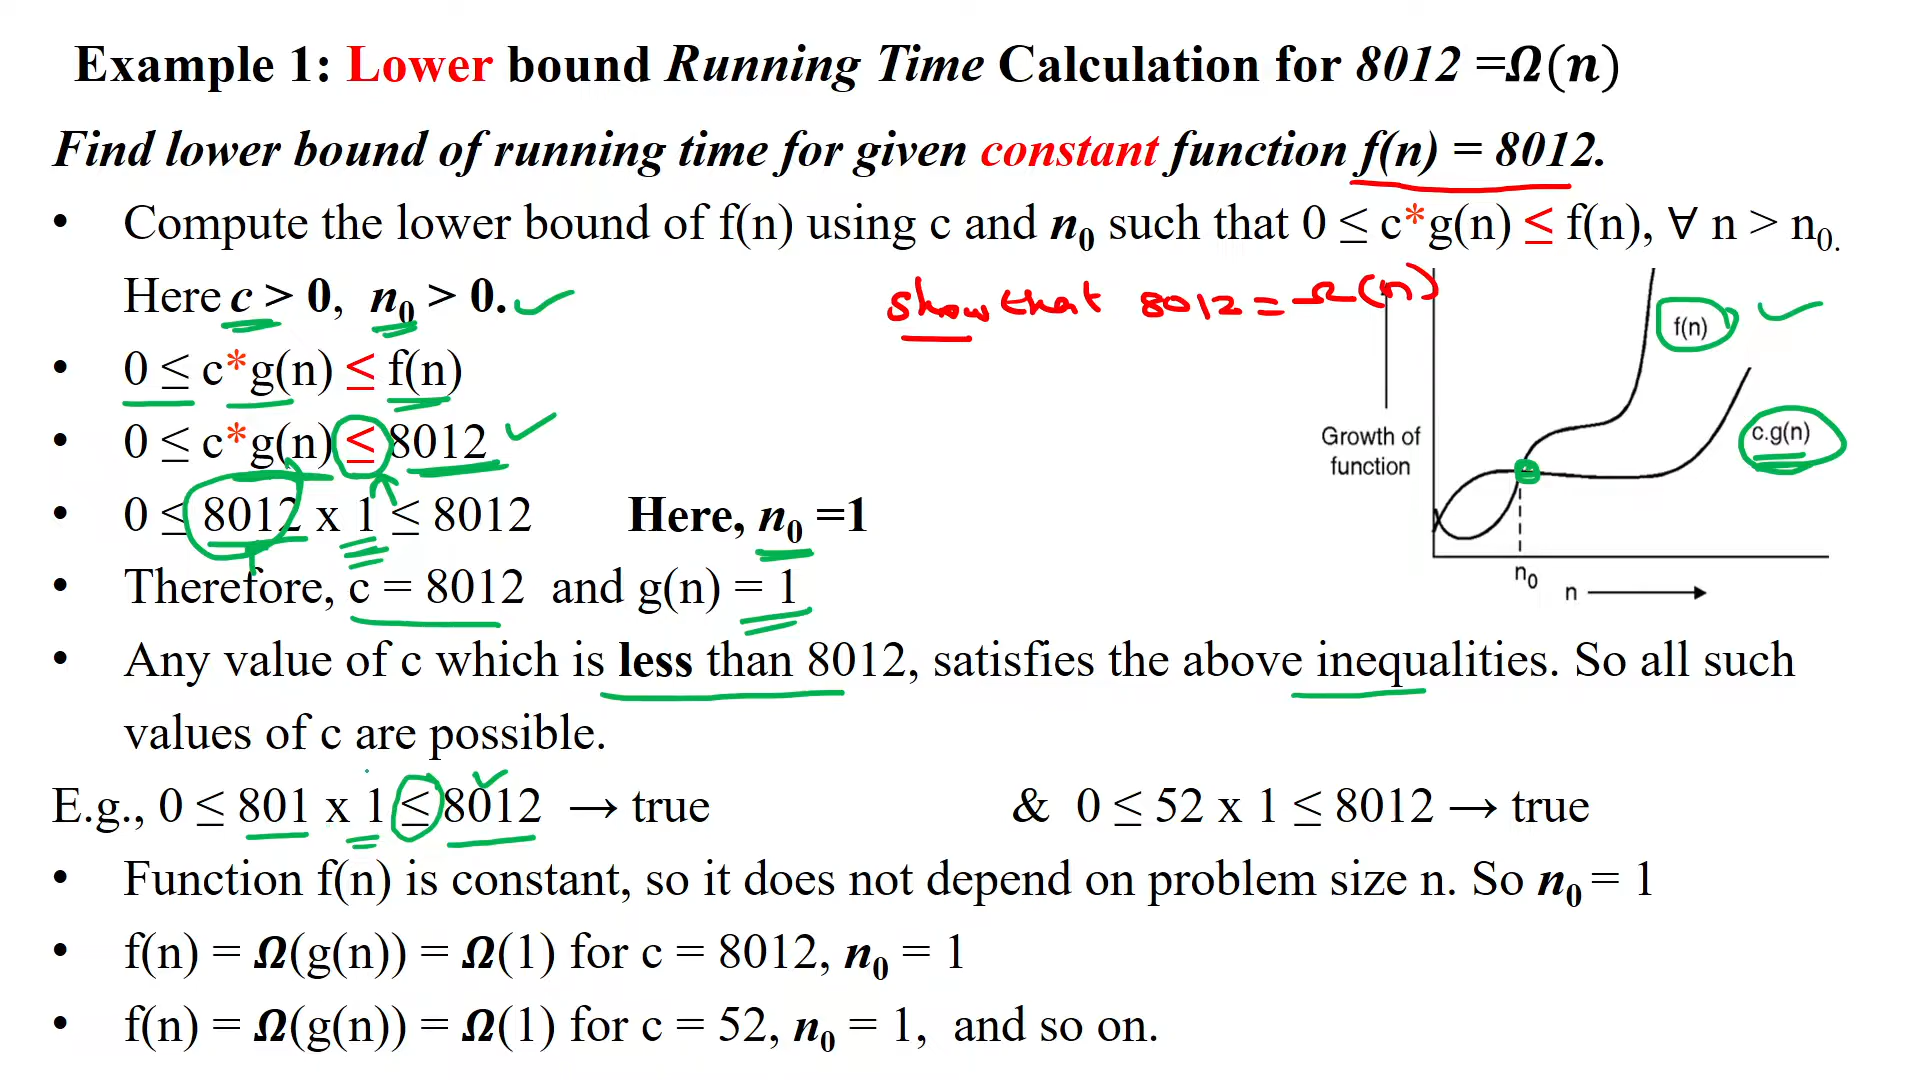 Example 1: Lower bound Running Time Calculation for 8012 =Ω(n)
Find lower bound of running time for given constant function f(n) = 8012.
• Compute the lower bound of f(n) using c and n₀ such that 0 ≤ c*g(n) ≤ f(n), ∀ n > n₀.
Here c > 0, n₀ > 0.
show that 8012 = Ω(n)
• 0 ≤ c*g(n) ≤ f(n)
• 0 ≤ c*g(n) ≤ 8012
• 0 ≤ 8012 x 1 ≤ 8012 Here, n₀ =1
• Therefore, c = 8012 and g(n) = 1
f(n)
c.g(n)
Growth of
function
n₀
n
• Any value of c which is less than 8012, satisfies the above inequalities. So all such
values of c are possible.
E.g., 0 ≤ 801 x 1 ≤ 8012 → true & 0 ≤ 52 x 1 ≤ 8012 → true
• Function f(n) is constant, so it does not depend on problem size n. So n₀ = 1
• f(n) = Ω(g(n)) = Ω(1) for c = 8012, n₀ = 1
• f(n) = Ω(g(n)) = Ω(1) for c = 52, n₀ = 1, and so on.